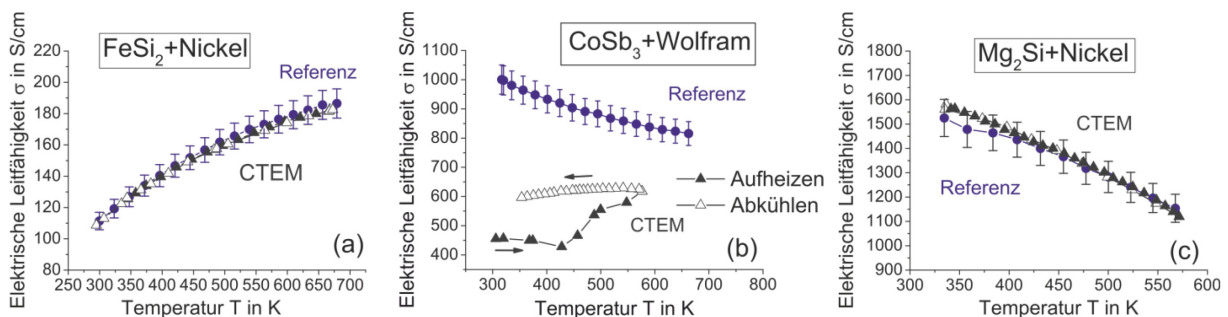 (a)
FeSi2+Nickel
Elektrische Leitfähigkeit σ in S/cm
220
200
180
160
140
120
100
80
Referenz
CTEM
250 300 350 400 450 500 550 600 650 700
Temperatur T in K
(b)
CoSb3+Wolfram
Elektrische Leitfähigkeit σ in S/cm
1100
1000
900
800
700
600
500
400
Referenz
Aufheizen
Abkühlen
CTEM
300 400 500 600 700 800
Temperatur T in K
(c)
Mg2Si+Nickel
Elektrische Leitfähigkeit σ in S/cm
1800
1700
1600
1500
1400
1300
1200
1100
1000
900
CTEM
Referenz
350 400 450 500 550 600
Temperatur T in K